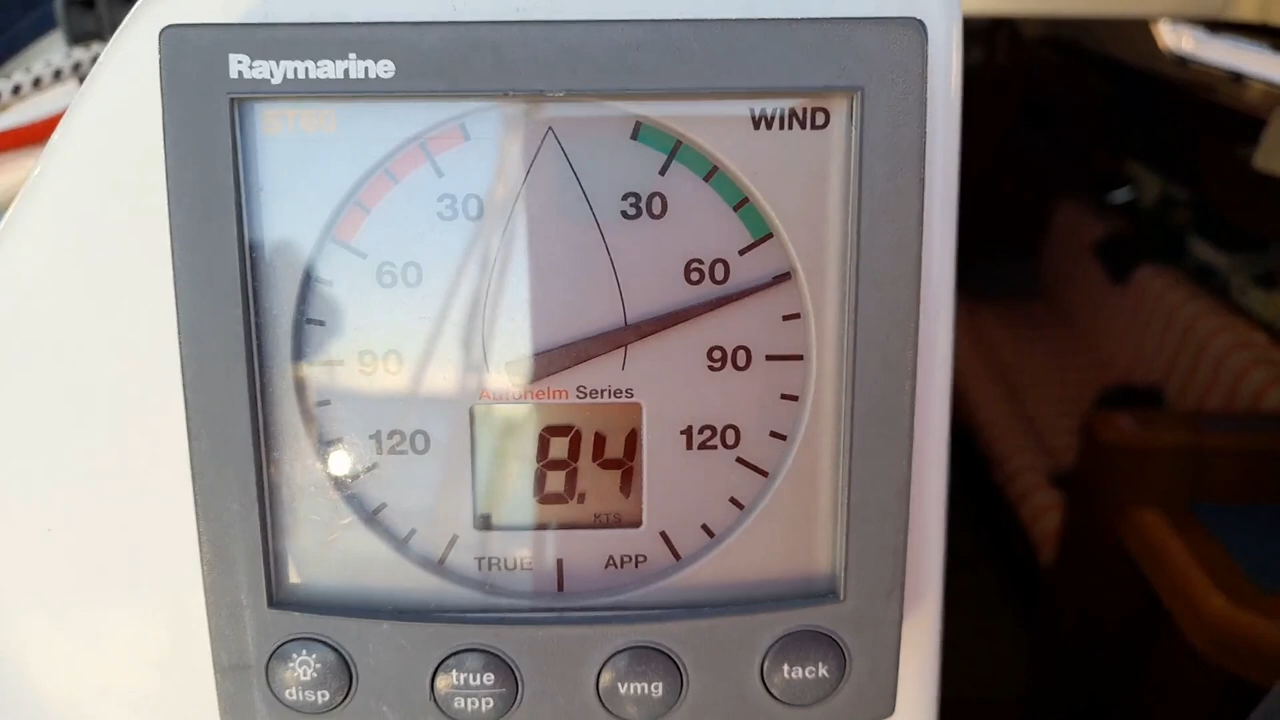 Raymarine
ST60
WIND
30 30
60 60
90 90
Autohelm Series
120 120
8.4
KTS
TRUE APP
disp
true
app
vmg
tack